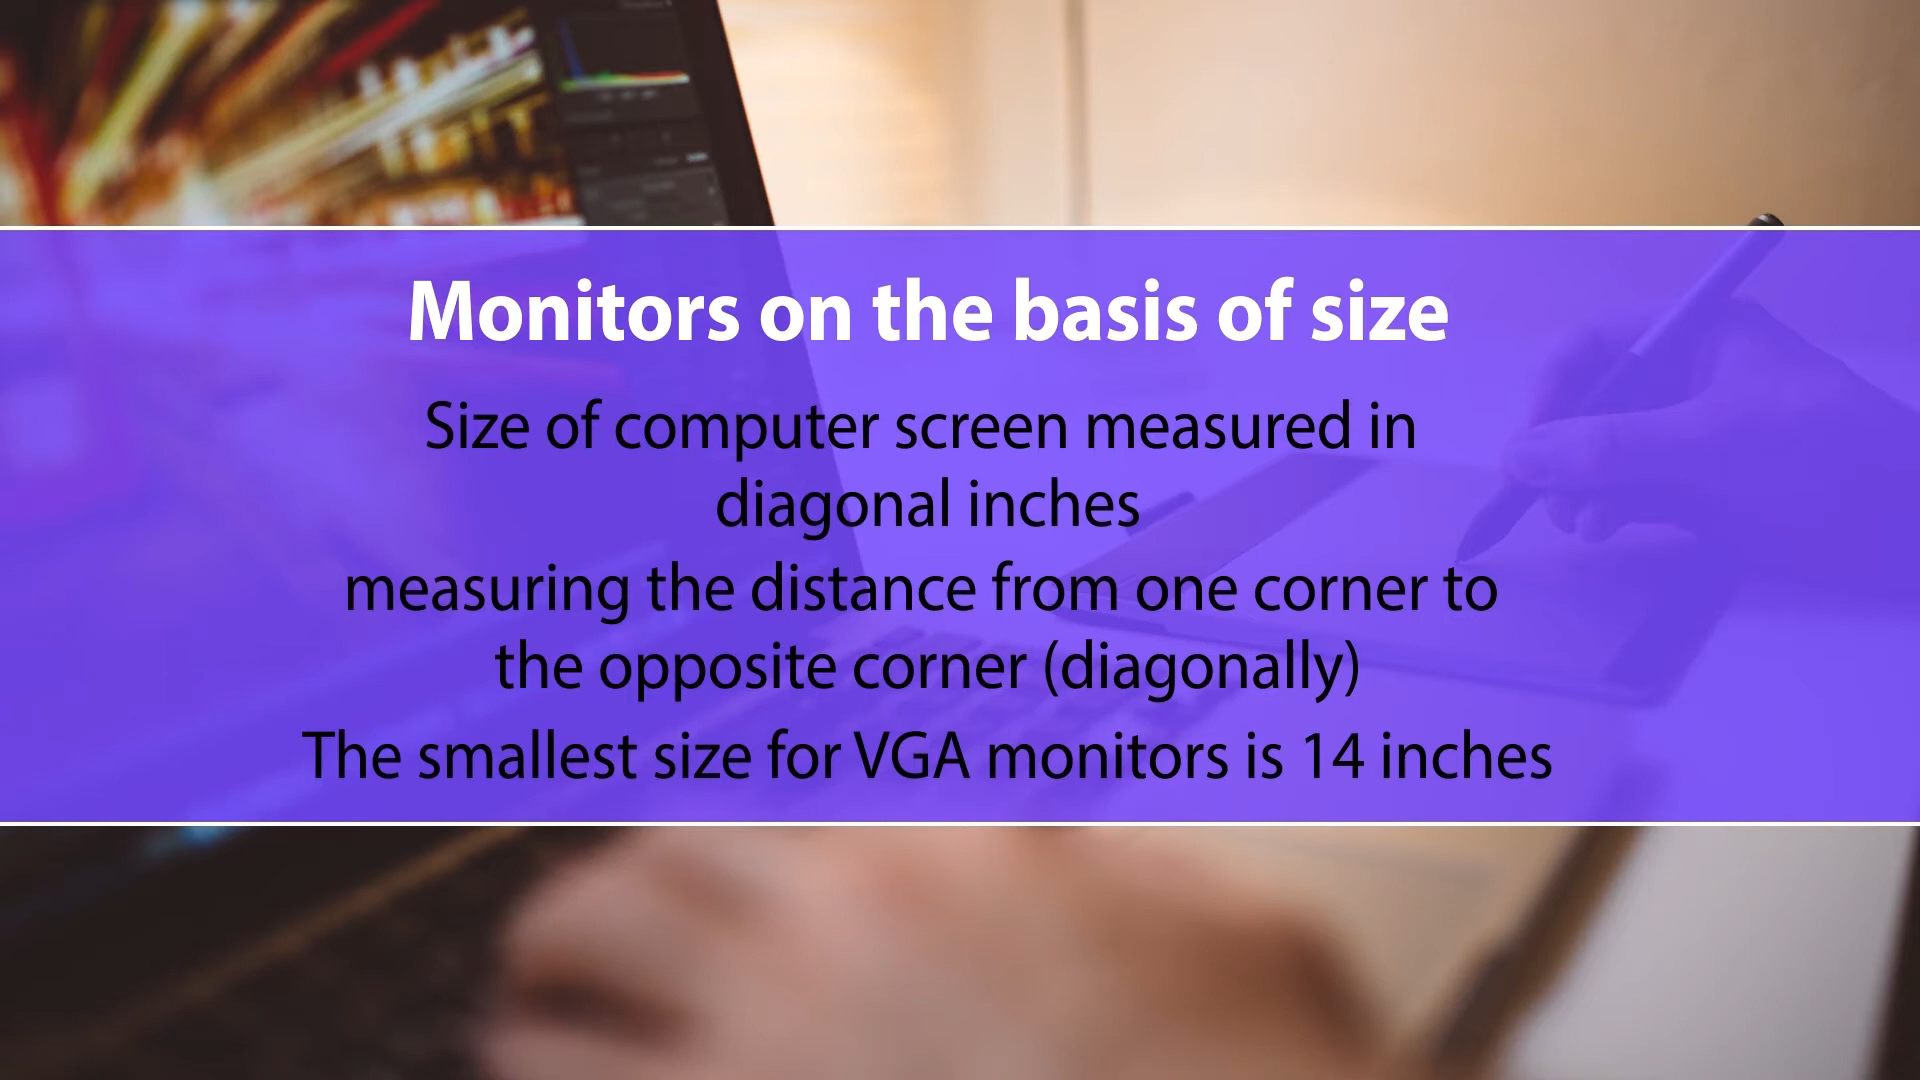 Monitors on the basis of size
Size of computer screen measured in
diagonal inches
measuring the distance from one corner to
the opposite corner (diagonally)
The smallest size for VGA monitors is 14 inches